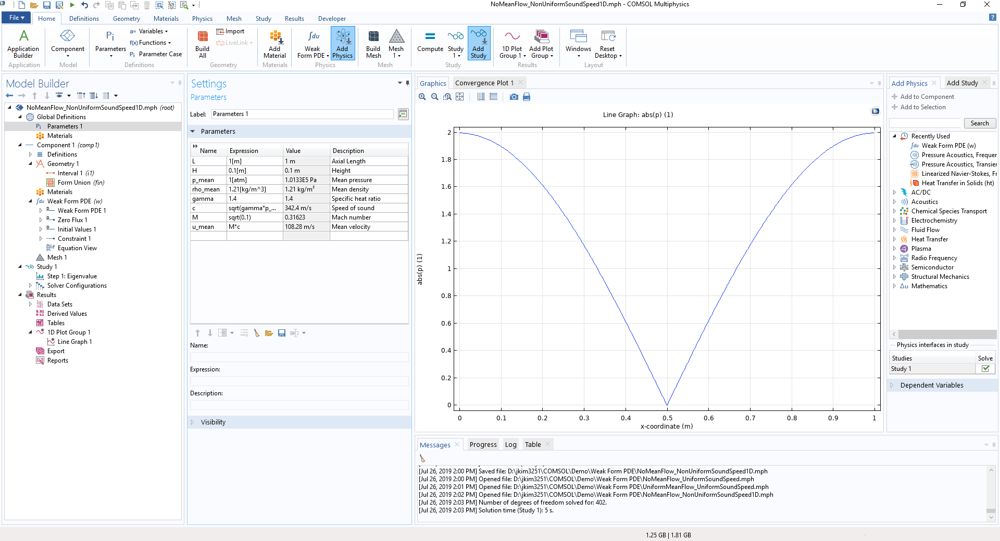 NoMeanFlow_NonUniformSoundSpeed1D.mph - COMSOL Multiphysics
File Home Definitions Geometry Materials Physics Mesh Study Results Developer
Application Builder
Application
Component
Model
Parameters
a= Variables
f(x) Functions
Pi Parameter Case
Definitions
Build All
Import
LiveLink
Geometry
Add Material
Materials
Weak Form PDE
Add Physics
Physics
Build Mesh
Mesh 1
Mesh
Compute
Study 1
Add Study
Study
1D Plot Group 1
Add Plot Group
Results
Windows
Reset Desktop
Layout
Model Builder
NoMeanFlow_NonUniformSoundSpeed1D.mph (root)
Global Definitions
Pi Parameters 1
Materials
Component 1 (comp1)
Definitions
Geometry 1
Interval 1 (i1)
Form Union (fin)
Materials
Weak Form PDE (w)
Weak Form PDE 1
Zero Flux 1
Initial Values 1
Constraint 1
Equation View
Mesh 1
Study 1
Step 1: Eigenvalue
Solver Configurations
Results
Data Sets
Derived Values
Tables
1D Plot Group 1
Line Graph 1
Export
Reports
Settings
Parameters
Label: Parameters 1
Parameters
Name Expression Value Description
L 1[m] 1 m Axial Length
H 0.1[m] 0.1 m Height
p_mean 1[atm] 1.0133E5 Pa Mean pressure
rho_mean 1.21[kg/m^3] 1.21 kg/m³ Mean density
gamma 1.4 1.4 Specific heat ratio
c sqrt(gamma*p_... 342.4 m/s Speed of sound
M sqrt(0.1) 0.31623 Mach number
u_mean M*c 108.28 m/s Mean velocity
Name:
Expression:
Description:
Visibility
Graphics Convergence Plot 1
Line Graph: abs(p) (1)
abs(p) (1)
2
1.8
1.6
1.4
1.2
1
0.8
0.6
0.4
0.2
0
0 0.1 0.2 0.3 0.4 0.5 0.6 0.7 0.8 0.9 1
x-coordinate (m)
Messages Progress Log Table
[Jul 26, 2019 2:00 PM] Saved file: D:\jkim3251\COMSOL\Demo\Weak Form PDE\NoMeanFlow_NonUniformSoundSpeed1D.mph
[Jul 26, 2019 2:00 PM] Opened file: D:\jkim3251\COMSOL\Demo\Weak Form PDE\NoMeanFlow_UniformSoundSpeed.mph
[Jul 26, 2019 2:01 PM] Opened file: D:\jkim3251\COMSOL\Demo\Weak Form PDE\UniformMeanFlow_UniformSoundSpeed.mph
[Jul 26, 2019 2:02 PM] Opened file: D:\jkim3251\COMSOL\Demo\Weak Form PDE\NoMeanFlow_NonUniformSoundSpeed1D.mph
[Jul 26, 2019 2:03 PM] Number of degrees of freedom solved for: 402.
[Jul 26, 2019 2:03 PM] Solution time (Study 1): 5 s.
Add Physics Add Study
Add to Component
Add to Selection
Search
Recently Used
Weak Form PDE (w)
Pressure Acoustics, Frequer
Pressure Acoustics, Transier
Linearized Navier-Stokes, Fr
Heat Transfer in Solids (ht)
AC/DC
Acoustics
Chemical Species Transport
Electrochemistry
Fluid Flow
Heat Transfer
Plasma
Radio Frequency
Semiconductor
Structural Mechanics
Δu Mathematics
Physics interfaces in study
Studies Solve
Study 1
Dependent Variables
1.25 GB | 1.81 GB